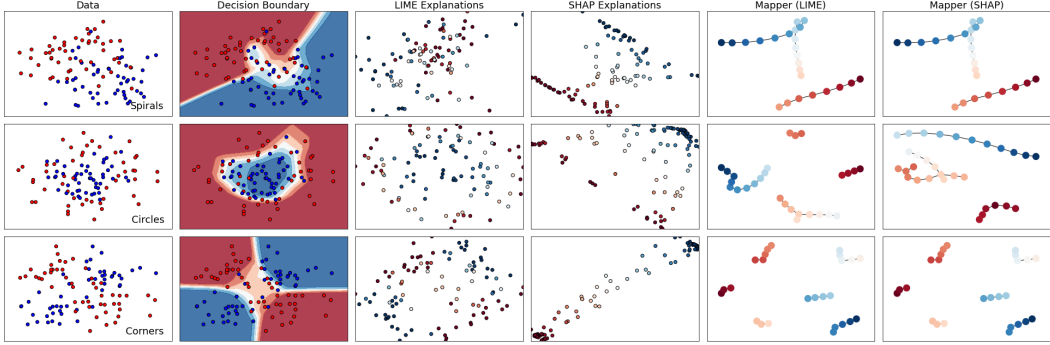 Data Decision Boundary LIME Explanations SHAP Explanations Mapper (LIME) Mapper (SHAP)
Spirals
Circles
Corners